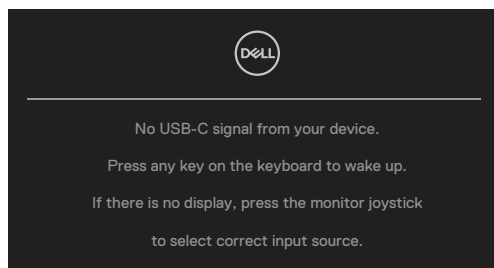 DELL
No USB-C signal from your device.
Press any key on the keyboard to wake up.
If there is no display, press the monitor joystick
to select correct input source.